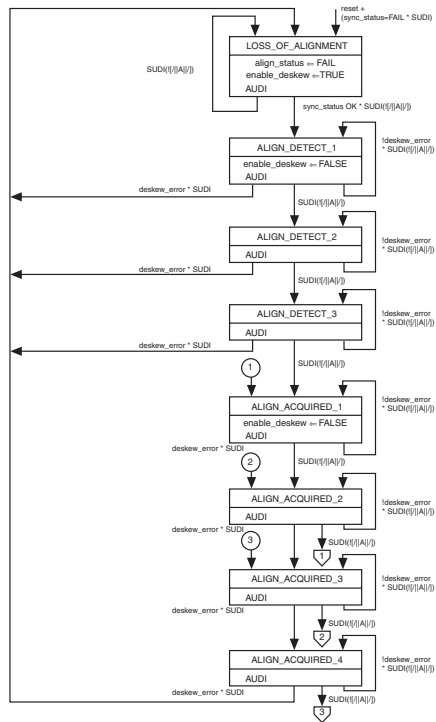 reset +
(sync_status=FAIL * SUDI)
LOSS_OF_ALIGNMENT
align_status ⇐ FAIL
enable_deskew ⇐TRUE
AUDI
SUDI(![/||A||/])
sync_status OK * SUDI(![/||A||/])
ALIGN_DETECT_1
enable_deskew ⇐ FALSE
AUDI
!deskew_error
* SUDI(![/||A||/])
deskew_error * SUDI
SUDI(![/||A||/])
ALIGN_DETECT_2
AUDI
!deskew_error
* SUDI(![/||A||/])
deskew_error * SUDI
SUDI(![/||A||/])
ALIGN_DETECT_3
AUDI
!deskew_error
* SUDI(![/||A||/])
deskew_error * SUDI
SUDI(![/||A||/])
1
ALIGN_ACQUIRED_1
enable_deskew ⇐ FALSE
AUDI
!deskew_error
* SUDI(![/||A||/])
deskew_error * SUDI
SUDI(![/||A||/])
2
ALIGN_ACQUIRED_2
AUDI
!deskew_error
* SUDI(![/||A||/])
deskew_error * SUDI
SUDI(![/||A||/])
1
3
ALIGN_ACQUIRED_3
AUDI
!deskew_error
* SUDI(![/||A||/])
deskew_error * SUDI
SUDI(![/||A||/])
2
ALIGN_ACQUIRED_4
AUDI
!deskew_error
* SUDI(![/||A||/])
deskew_error * SUDI
SUDI(![/||A||/])
3